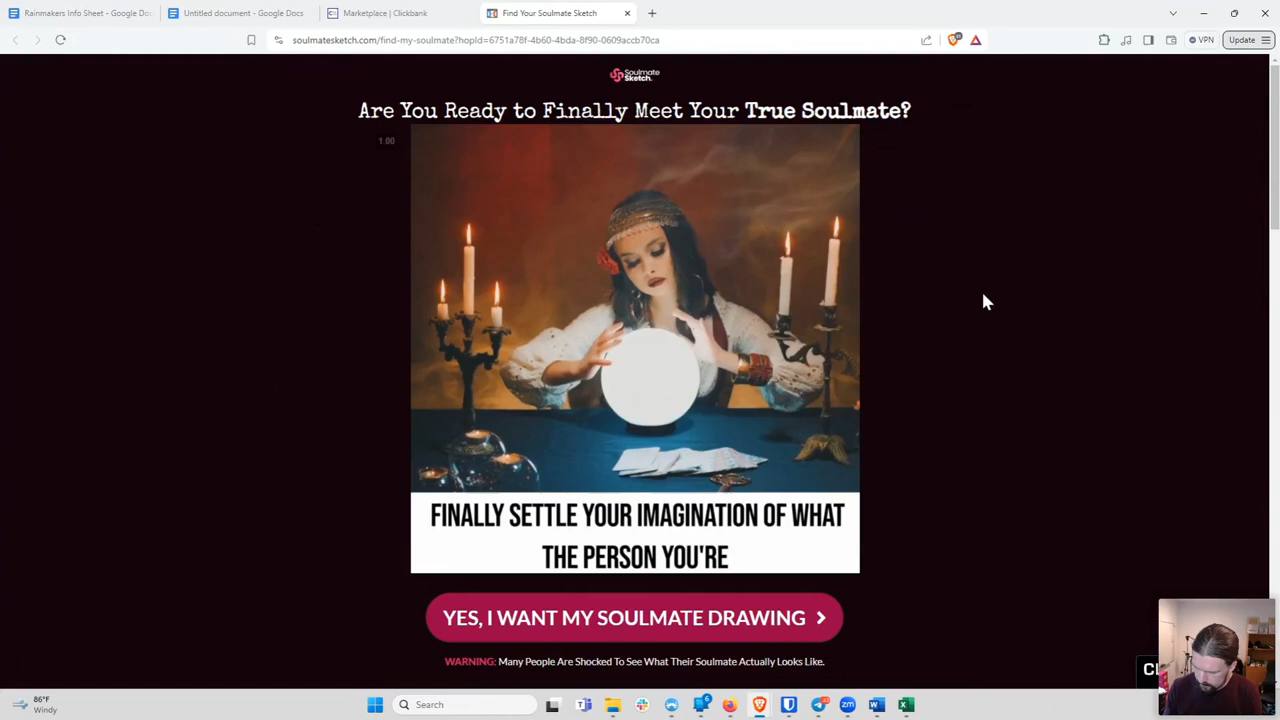 Rainmakers Info Sheet - Google Doc
Untitled document - Google Docs
Marketplace | Clickbank
Find Your Soulmate Sketch
soulmatesketch.com/find-my-soulmate?hopId=6751a78f-4b60-4bda-8f90-0609accb70ca
VPN
Update
Soulmate
Sketch.
Are You Ready to Finally Meet Your True Soulmate?
1.00
FINALLY SETTLE YOUR IMAGINATION OF WHAT
THE PERSON YOU'RE
YES, I WANT MY SOULMATE DRAWING
WARNING: Many People Are Shocked To See What Their Soulmate Actually Looks Like.
86°F
Windy
Search
6
zm